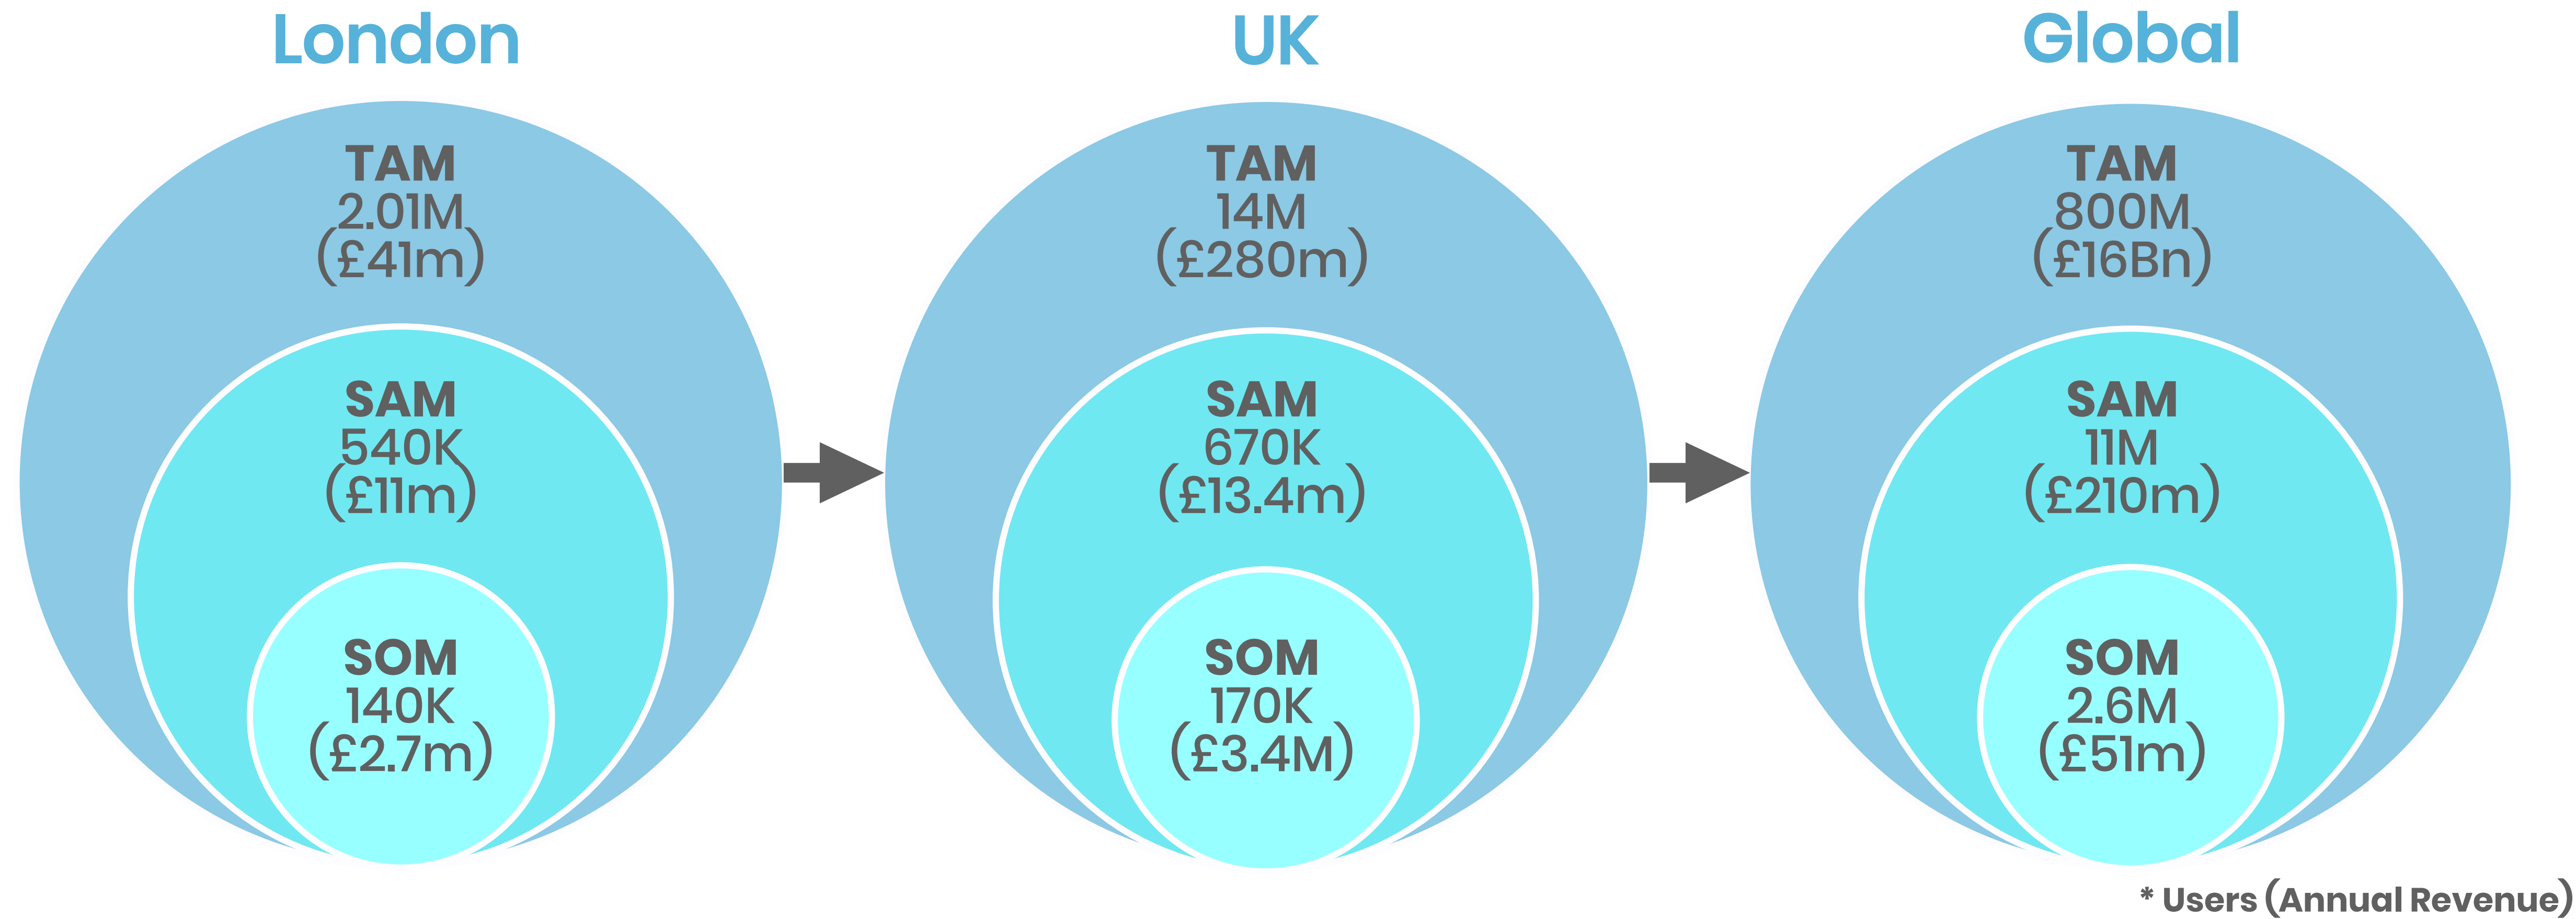 London
TAM
2.01M
(£41m)
SAM
540K
(£11m)
SOM
140K
(£2.7m)
UK
TAM
14M
(£280m)
SAM
670K
(£13.4m)
SOM
170K
(£3.4M)
Global
TAM
800M
(£16Bn)
SAM
11M
(£210m)
SOM
2.6M
(£51m)
* Users (Annual Revenue)